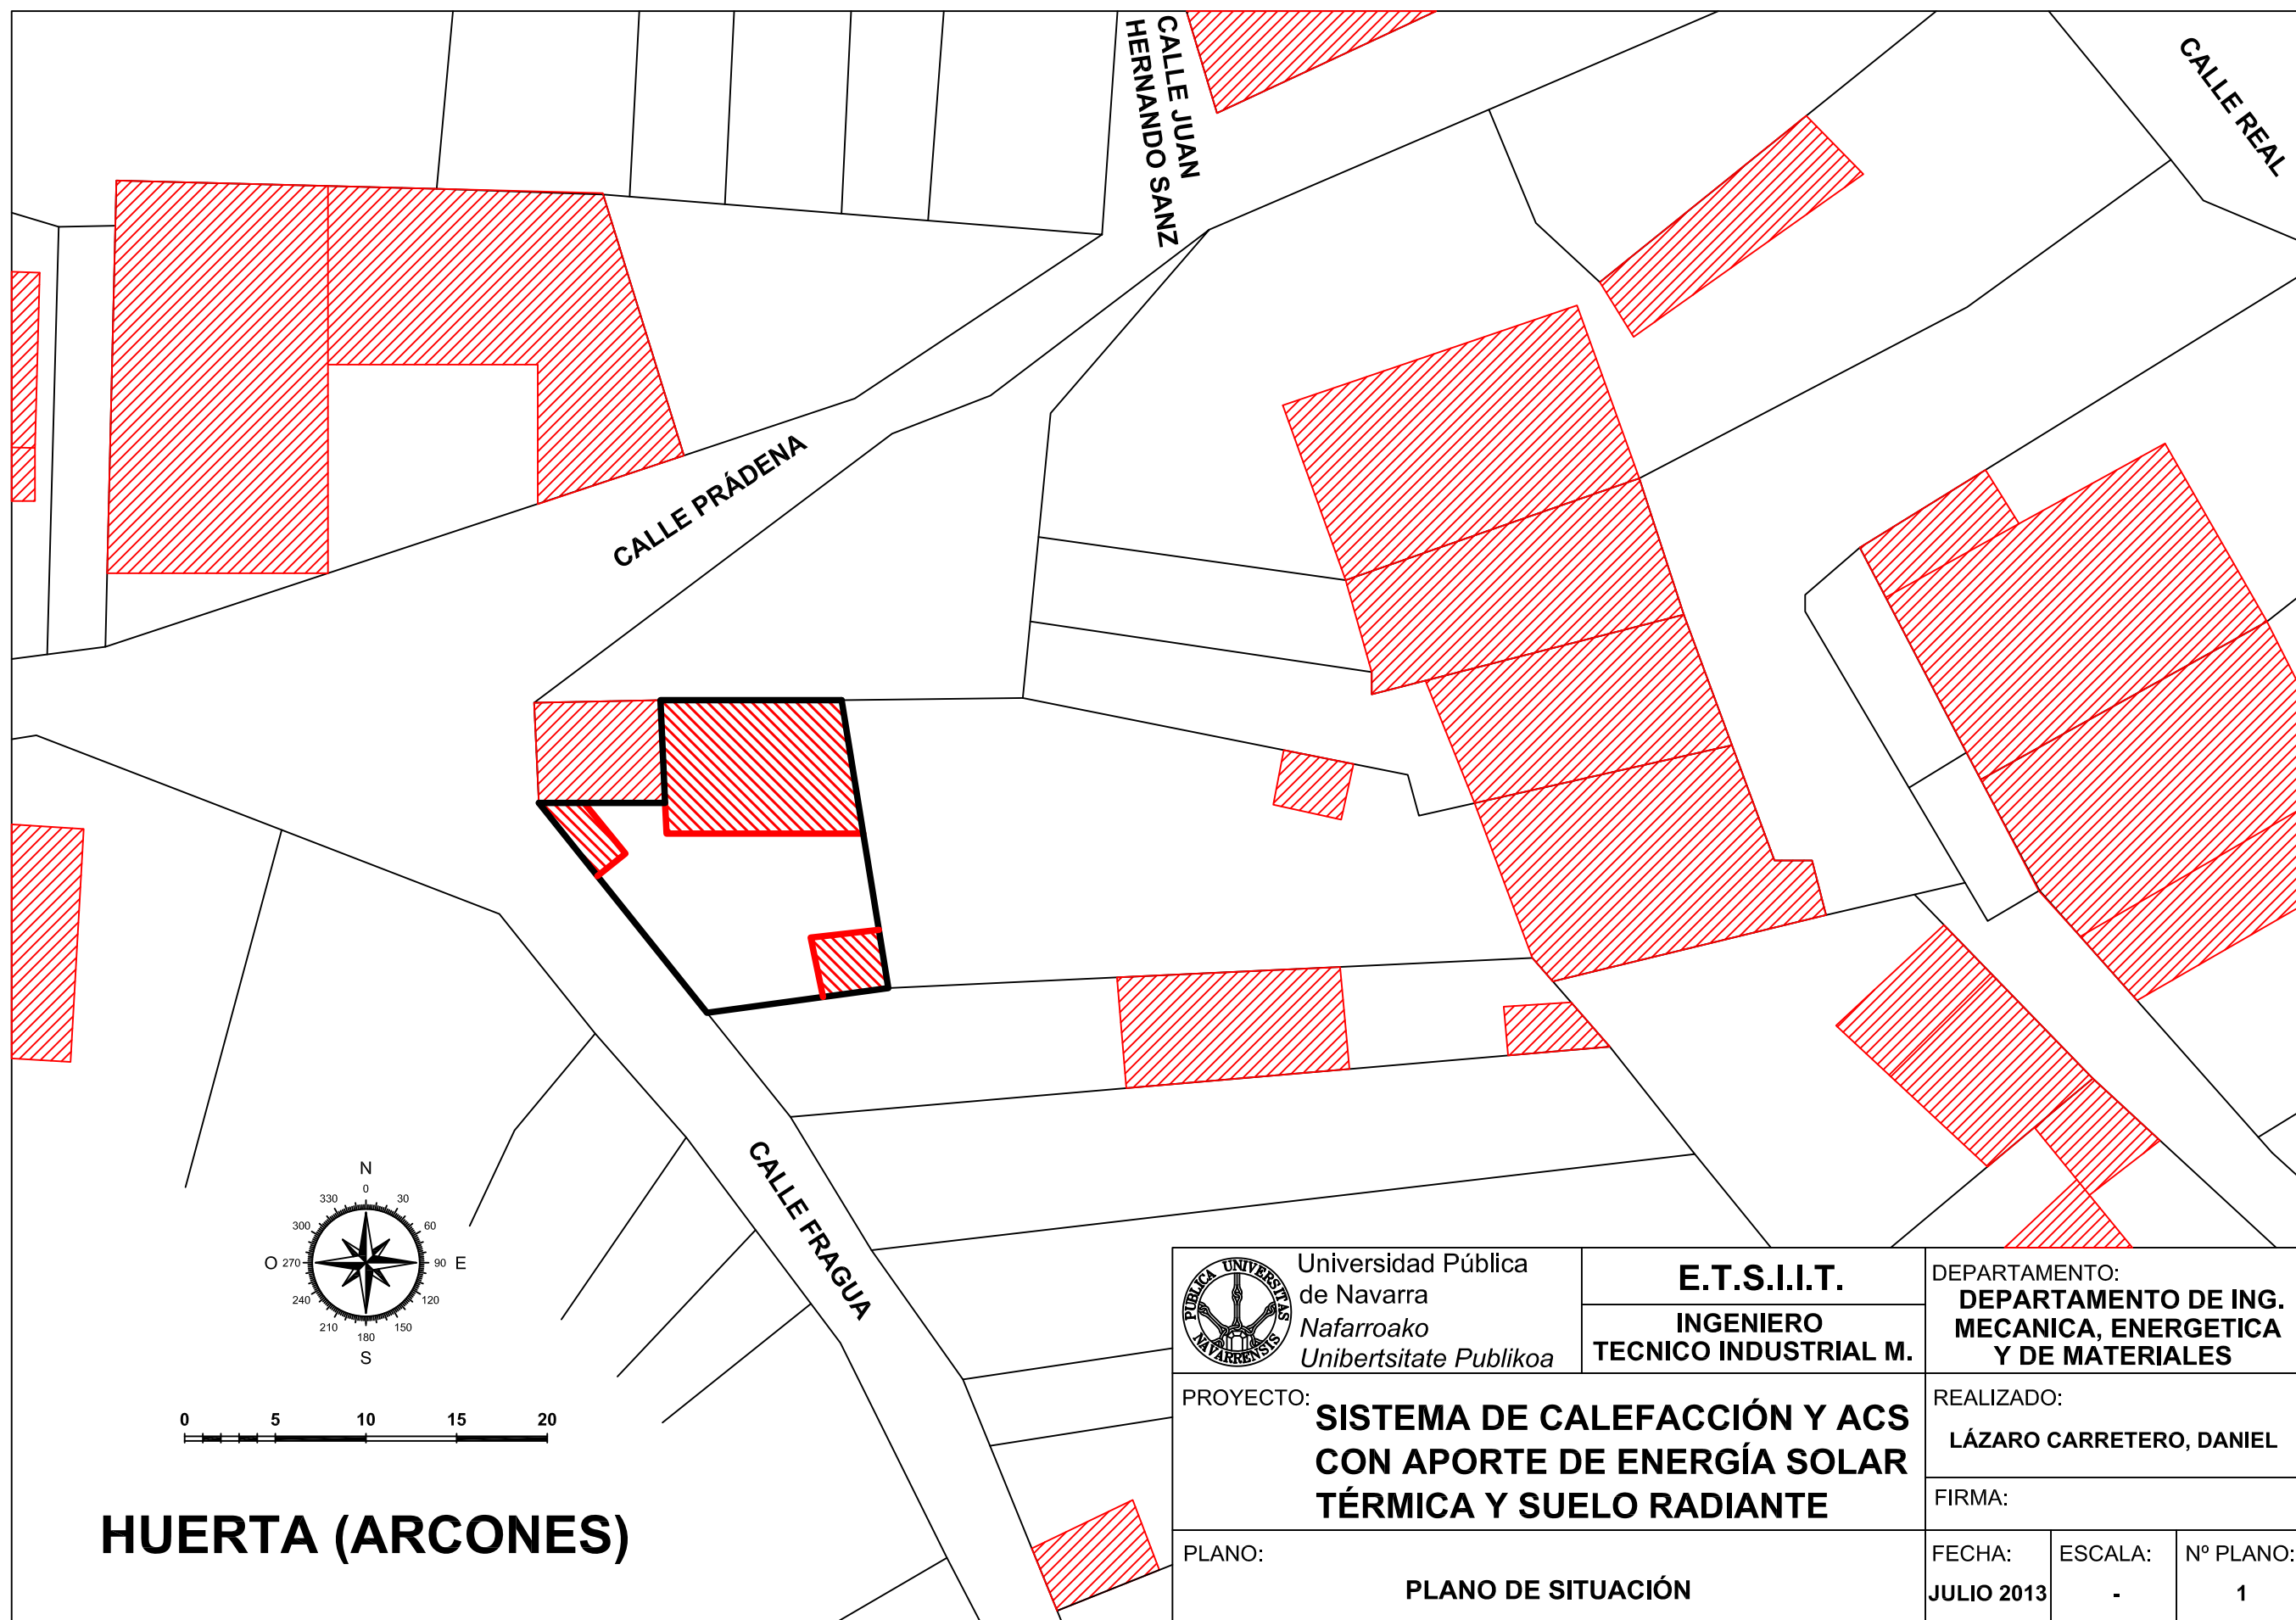 CALLE JUAN
HERNANDO SANZ
CALLE REAL
CALLE PRÁDENA
CALLE FRAGUA
N
0
30
60
90 E
120
150
180
S
210
240
O 270
300
330
0 5 10 15 20
HUERTA (ARCONES)
PUBLICA UNIVERSITAS
NAVARRENSIS
Universidad Pública
de Navarra
Nafarroako
Unibertsitate Publikoa
E.T.S.I.I.T.
INGENIERO
TECNICO INDUSTRIAL M.
DEPARTAMENTO:
DEPARTAMENTO DE ING.
MECANICA, ENERGETICA
Y DE MATERIALES
PROYECTO:
SISTEMA DE CALEFACCIÓN Y ACS
CON APORTE DE ENERGÍA SOLAR
TÉRMICA Y SUELO RADIANTE
REALIZADO:
LÁZARO CARRETERO, DANIEL
FIRMA:
PLANO:
PLANO DE SITUACIÓN
FECHA:
JULIO 2013
ESCALA:
-
Nº PLANO:
1